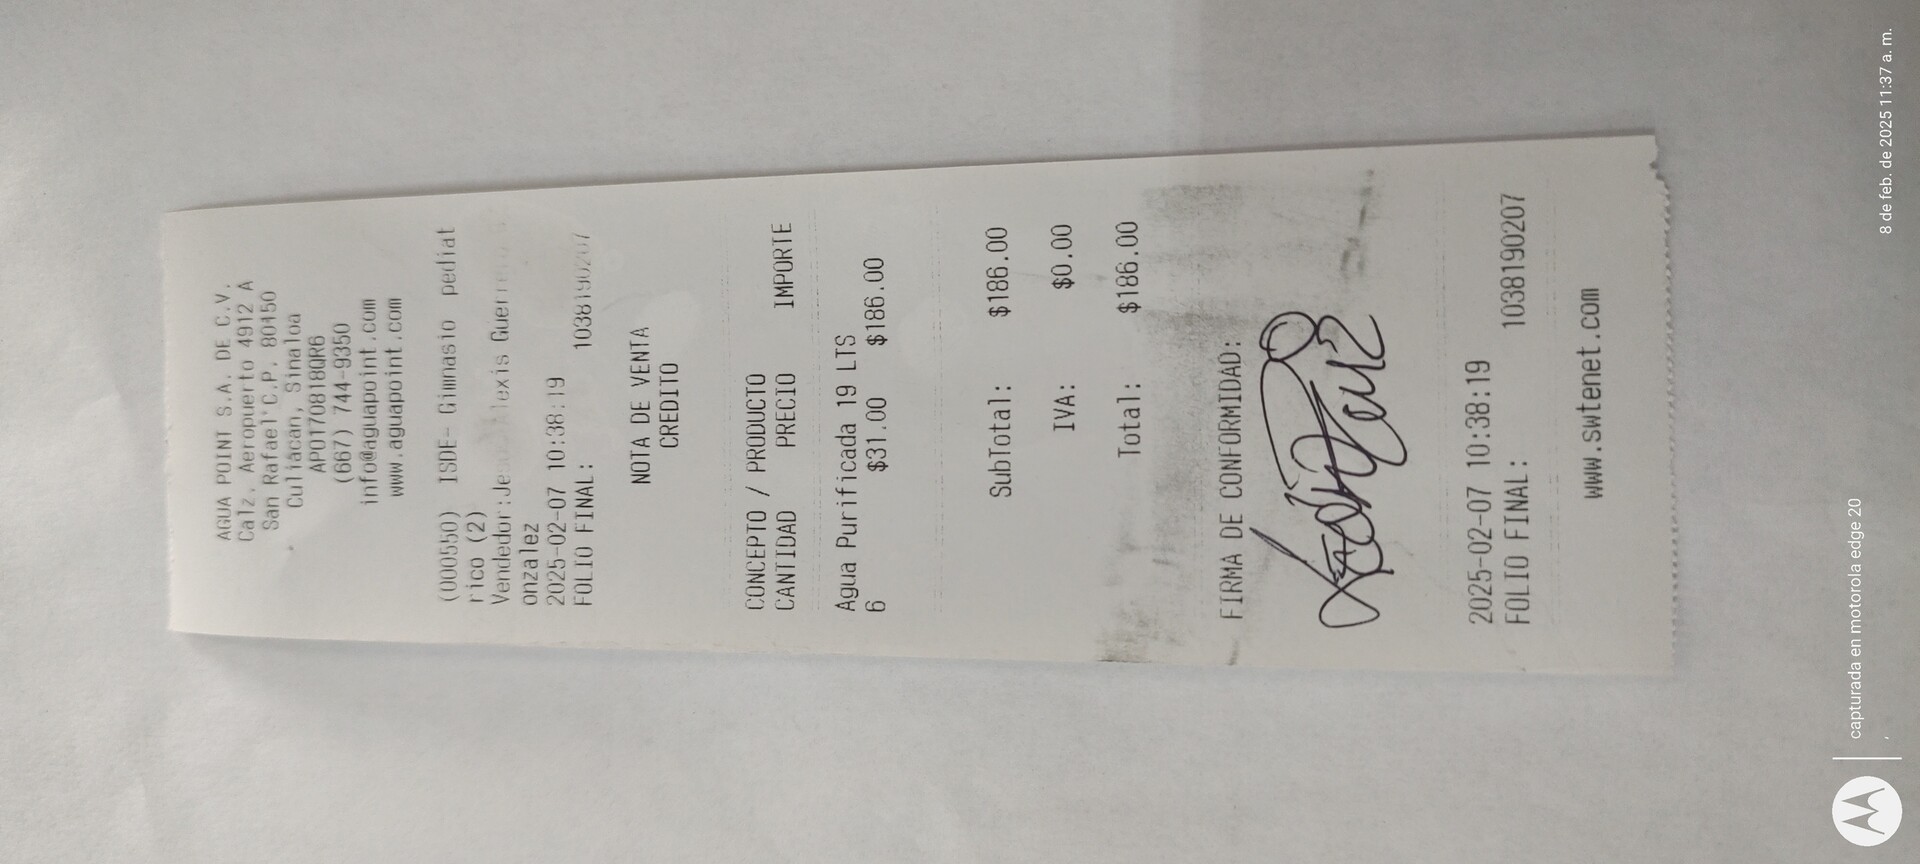 AGUA POINT S.A. DE C.V.
Calz. Aeropuerto 4912 A
San Rafael C.P. 80150
Culiacan, Sinaloa
APO170818QR6
(667) 744-9350
info@aguapoint.com
www.aguapoint.com
(000550) ISDE- Gimnasio pediat
rico (2)
Vendedor: lexis
onzalez
2025-02-07 10:38:19
FOLIO FINAL: 1038190207
NOTA DE VENTA
CREDITO
CONCEPTO / PRODUCTO
CANTIDAD PRECIO IMPORTE
Agua Purificada 19 LTS
6 $31.00 $186.00
SubTotal: $186.00
IVA: $0.00
Total: $186.00
FIRMA DE CONFORMIDAD:
2025-02-07 10:38:19
FOLIO FINAL: 1038190207
www.swtenet.com
capturada en motorola edge 20
8 de feb. de 2025 11:37 a. m.